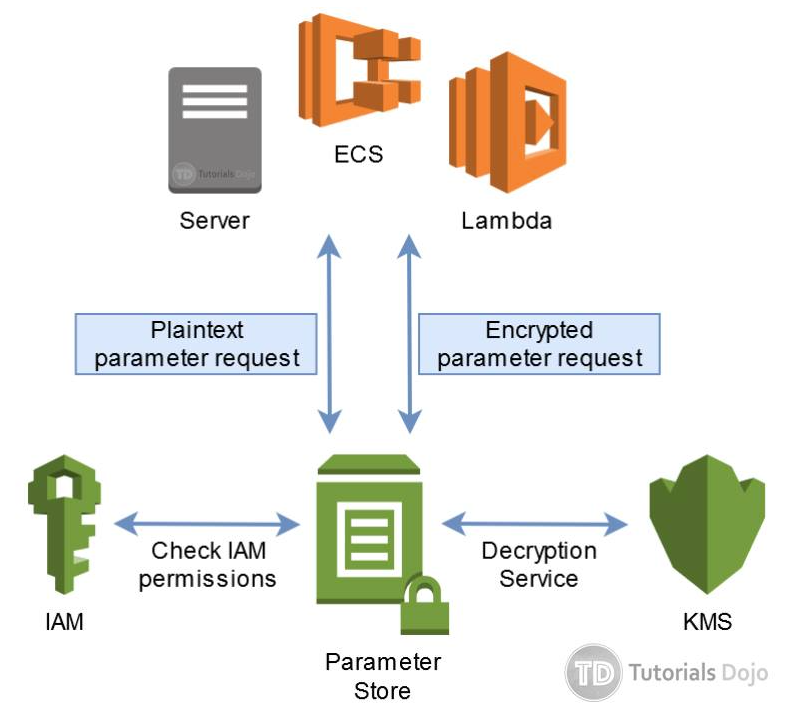 TD Tutorials Dojo
ECS
Server
Lambda
Plaintext
parameter request
Encrypted
parameter request
Check IAM
permissions
Decryption
Service
IAM
KMS
Parameter
Store
TD Tutorials Dojo